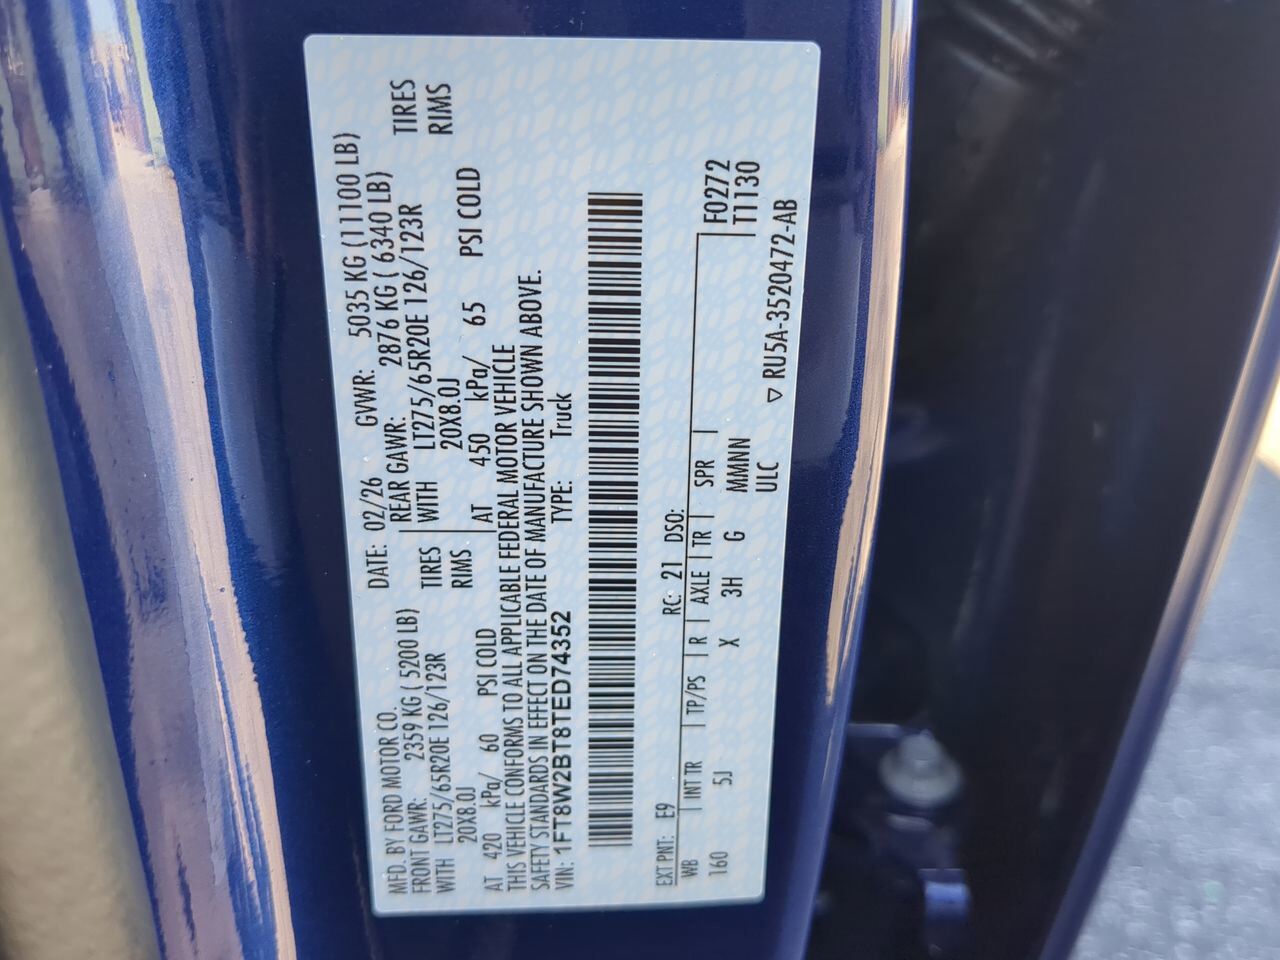 MFD. BY FORD MOTOR CO. DATE: 02/26 GVWR: 5035 KG (11100 LB)
FRONT GAWR: 2359 KG ( 5200 LB) REAR GAWR: 2876 KG ( 6340 LB)
WITH LT275/65R20E 126/123R TIRES WITH LT275/65R20E 126/123R TIRES
20X8.0J RIMS 20X8.0J RIMS
AT 420 kPa/ 60 PSI COLD AT 450 kPa/ 65 PSI COLD
THIS VEHICLE CONFORMS TO ALL APPLICABLE FEDERAL MOTOR VEHICLE
SAFETY STANDARDS IN EFFECT ON THE DATE OF MANUFACTURE SHOWN ABOVE.
VIN: 1FT8W2BT8TED74352 TYPE: Truck
EXT PNT: E9 RC: 21 DSO:
WB INT TR TP/PS R AXLE TR SPR F0272
160 5J X 3H G MMNN T1130
ULC
▽ RU5A-3520472-AB